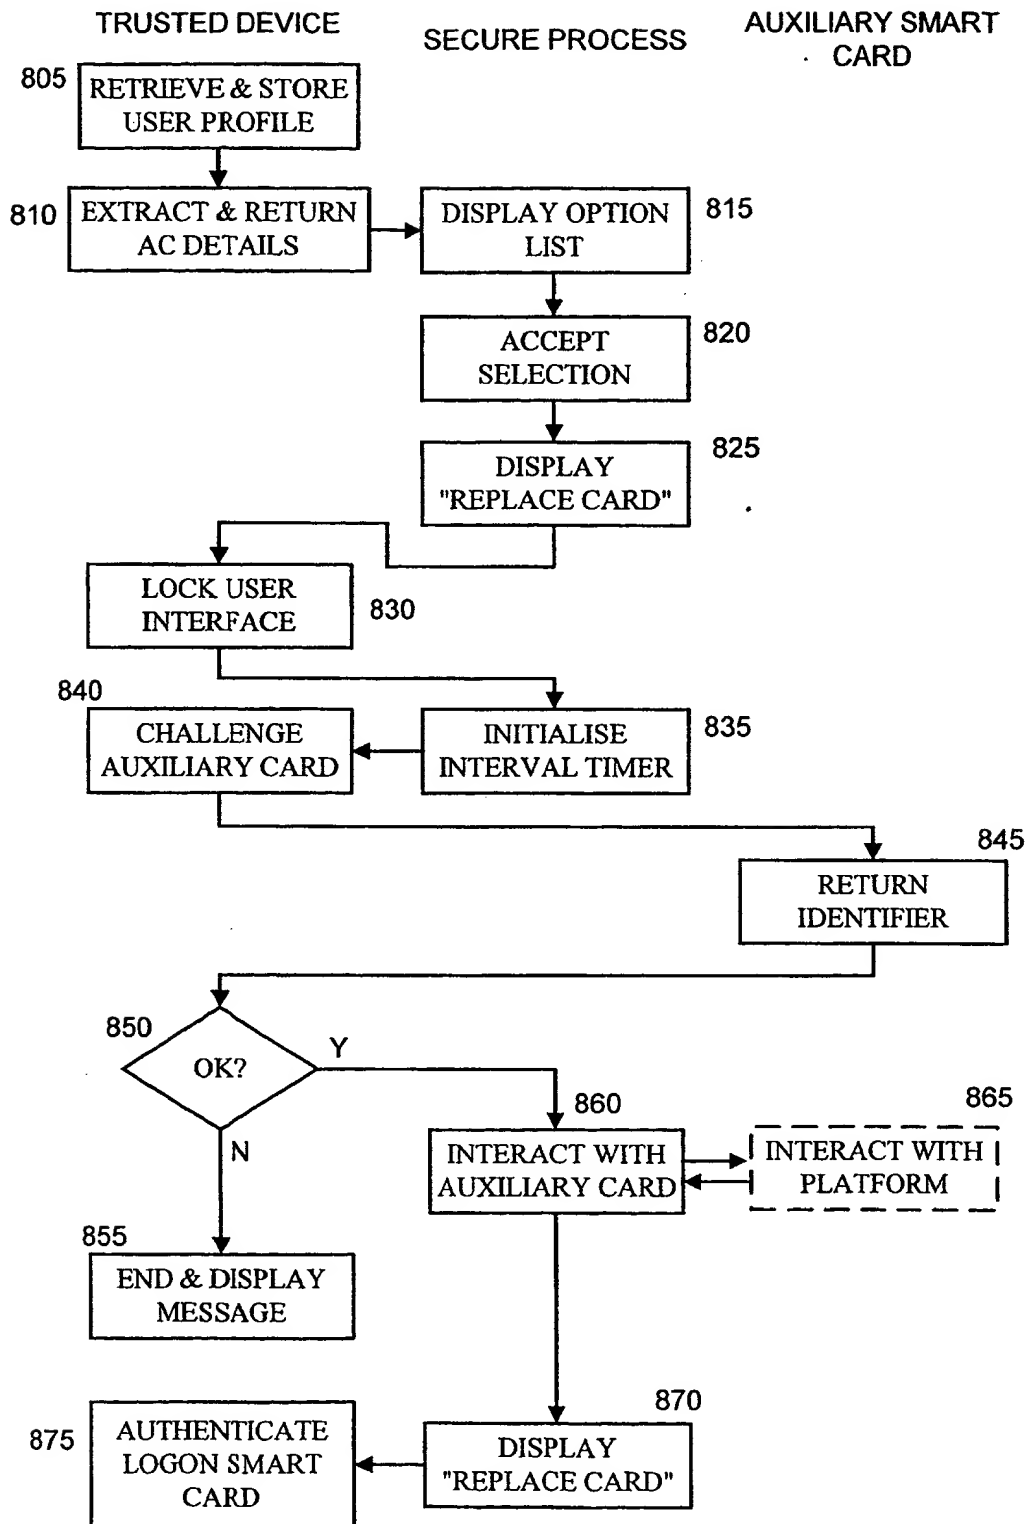 TRUSTED DEVICE
SECURE PROCESS
AUXILIARY SMART
CARD
805
RETRIEVE & STORE
USER PROFILE
810
EXTRACT & RETURN
AC DETAILS
DISPLAY OPTION
LIST
815
ACCEPT
SELECTION
820
DISPLAY
"REPLACE CARD"
825
LOCK USER
INTERFACE
830
840
CHALLENGE
AUXILIARY CARD
INITIALISE
INTERVAL TIMER
835
845
RETURN
IDENTIFIER
850
OK?
Y
N
860
INTERACT WITH
AUXILIARY CARD
865
INTERACT WITH
PLATFORM
855
END & DISPLAY
MESSAGE
870
DISPLAY
"REPLACE CARD"
875
AUTHENTICATE
LOGON SMART
CARD